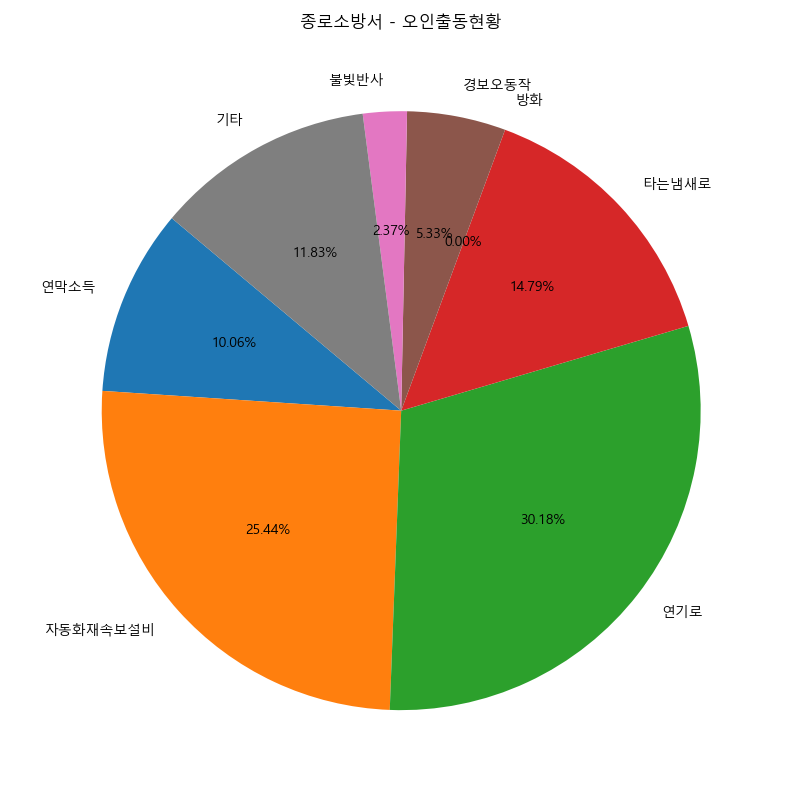 종로소방서 - 오인출동현황
불빛반사
경보오동작
방화
기타
타는냄새로
2.37%
5.33%
0.00%
11.83%
14.79%
연막소득
10.06%
30.18%
25.44%
연기로
자동화재속보설비